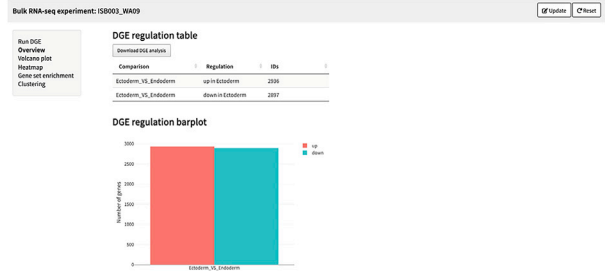 Bulk RNA-seq experiment: ISB003_WA09
Update
Reset
Run DGE
Overview
Volcano plot
Heatmap
Gene set enrichment
Clustering
DGE regulation table
Download DGE analysis
Comparison Regulation IDs
Ectoderm_VS_Endoderm up in Ectoderm 2936
Ectoderm_VS_Endoderm down in Ectoderm 2897
DGE regulation barplot
up
down
Number of genes
3000
2500
2000
1500
1000
500
0
Ectoderm_VS_Endoderm